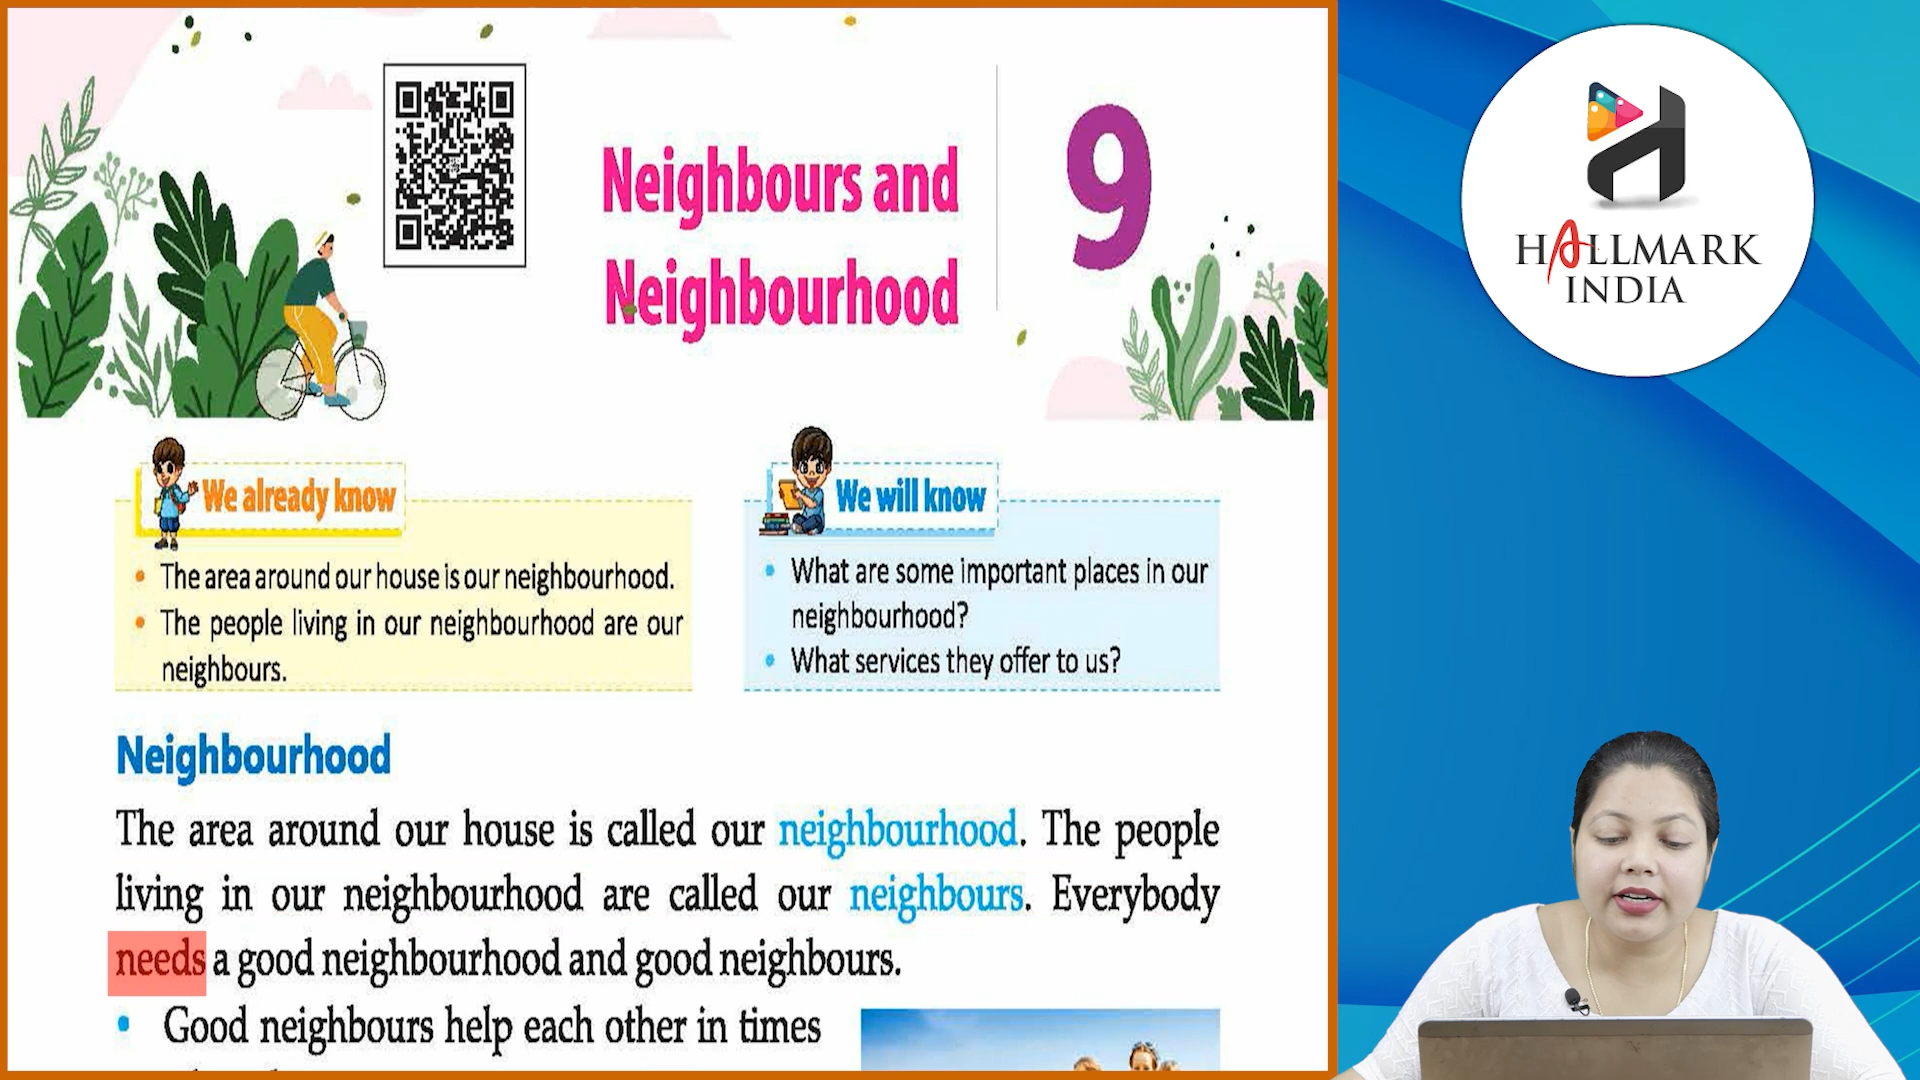 Neighbours and
Neighbourhood
9
We already know
• The area around our house is our neighbourhood.
• The people living in our neighbourhood are our
neighbours.
We will know
• What are some important places in our
neighbourhood?
• What services they offer to us?
Neighbourhood
The area around our house is called our neighbourhood. The people
living in our neighbourhood are called our neighbours. Everybody
needs a good neighbourhood and good neighbours.
• Good neighbours help each other in times
HALLMARK
INDIA